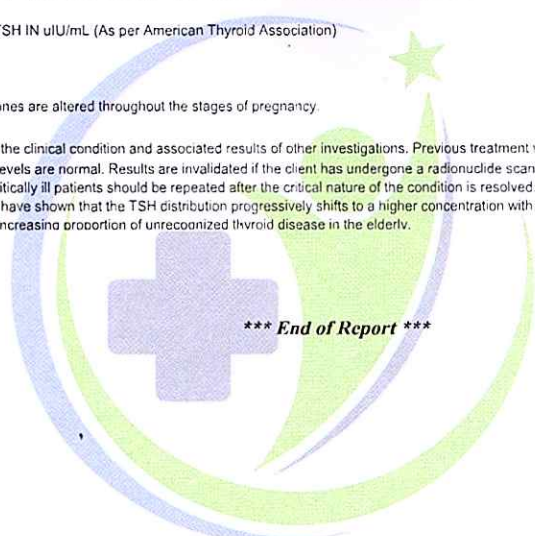 TSH IN uIU/mL (As per American Thyroid Association)
nes are altered throughout the stages of pregnancy.
the clinical condition and associated results of other investigations. Previous treatment
evels are normal. Results are invalidated if the client has undergone a radionuclide scan
itically ill patients should be repeated after the critical nature of the condition is resolved.
have shown that the TSH distribution progressively shifts to a higher concentration with
ncreasing proportion of unrecognized thyroid disease in the elderly.
*** End of Report ***